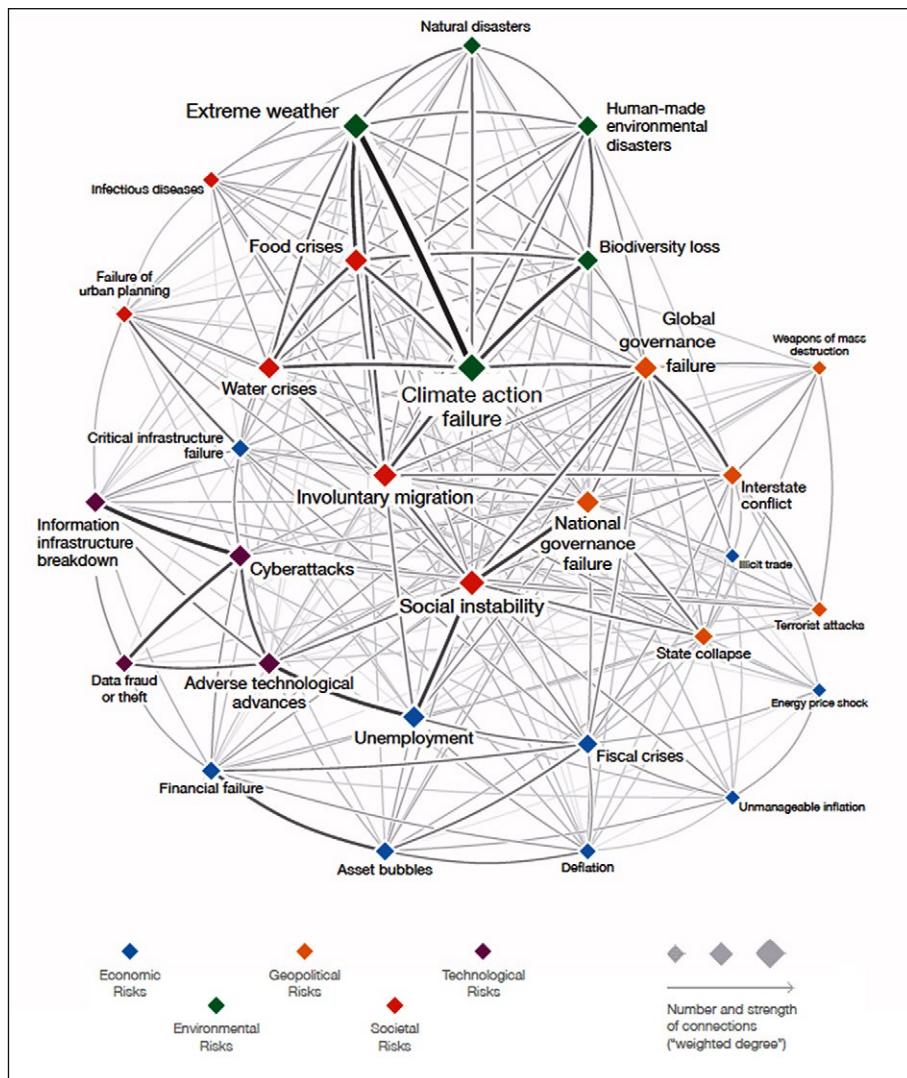 Natural disasters
Extreme weather
Human-made
environmental
disasters
Infectious diseases
Food crises
Biodiversity loss
Failure of
urban planning
Global
governance
failure
Weapons of mass
destruction
Water crises
Climate action
failure
Critical infrastructure
failure
Involuntary migration
Interstate
conflict
Information
infrastructure
breakdown
National
governance
failure
Cyberattacks
Illicit trade
Social instability
Terrorist attacks
State collapse
Data fraud
or theft
Adverse technological
advances
Energy price shock
Unemployment
Fiscal crises
Financial failure
Unmanageable inflation
Asset bubbles
Deflation
Economic
Risks
Geopolitical
Risks
Technological
Risks
Environmental
Risks
Societal
Risks
Number and strength
of connections
("weighted degree")